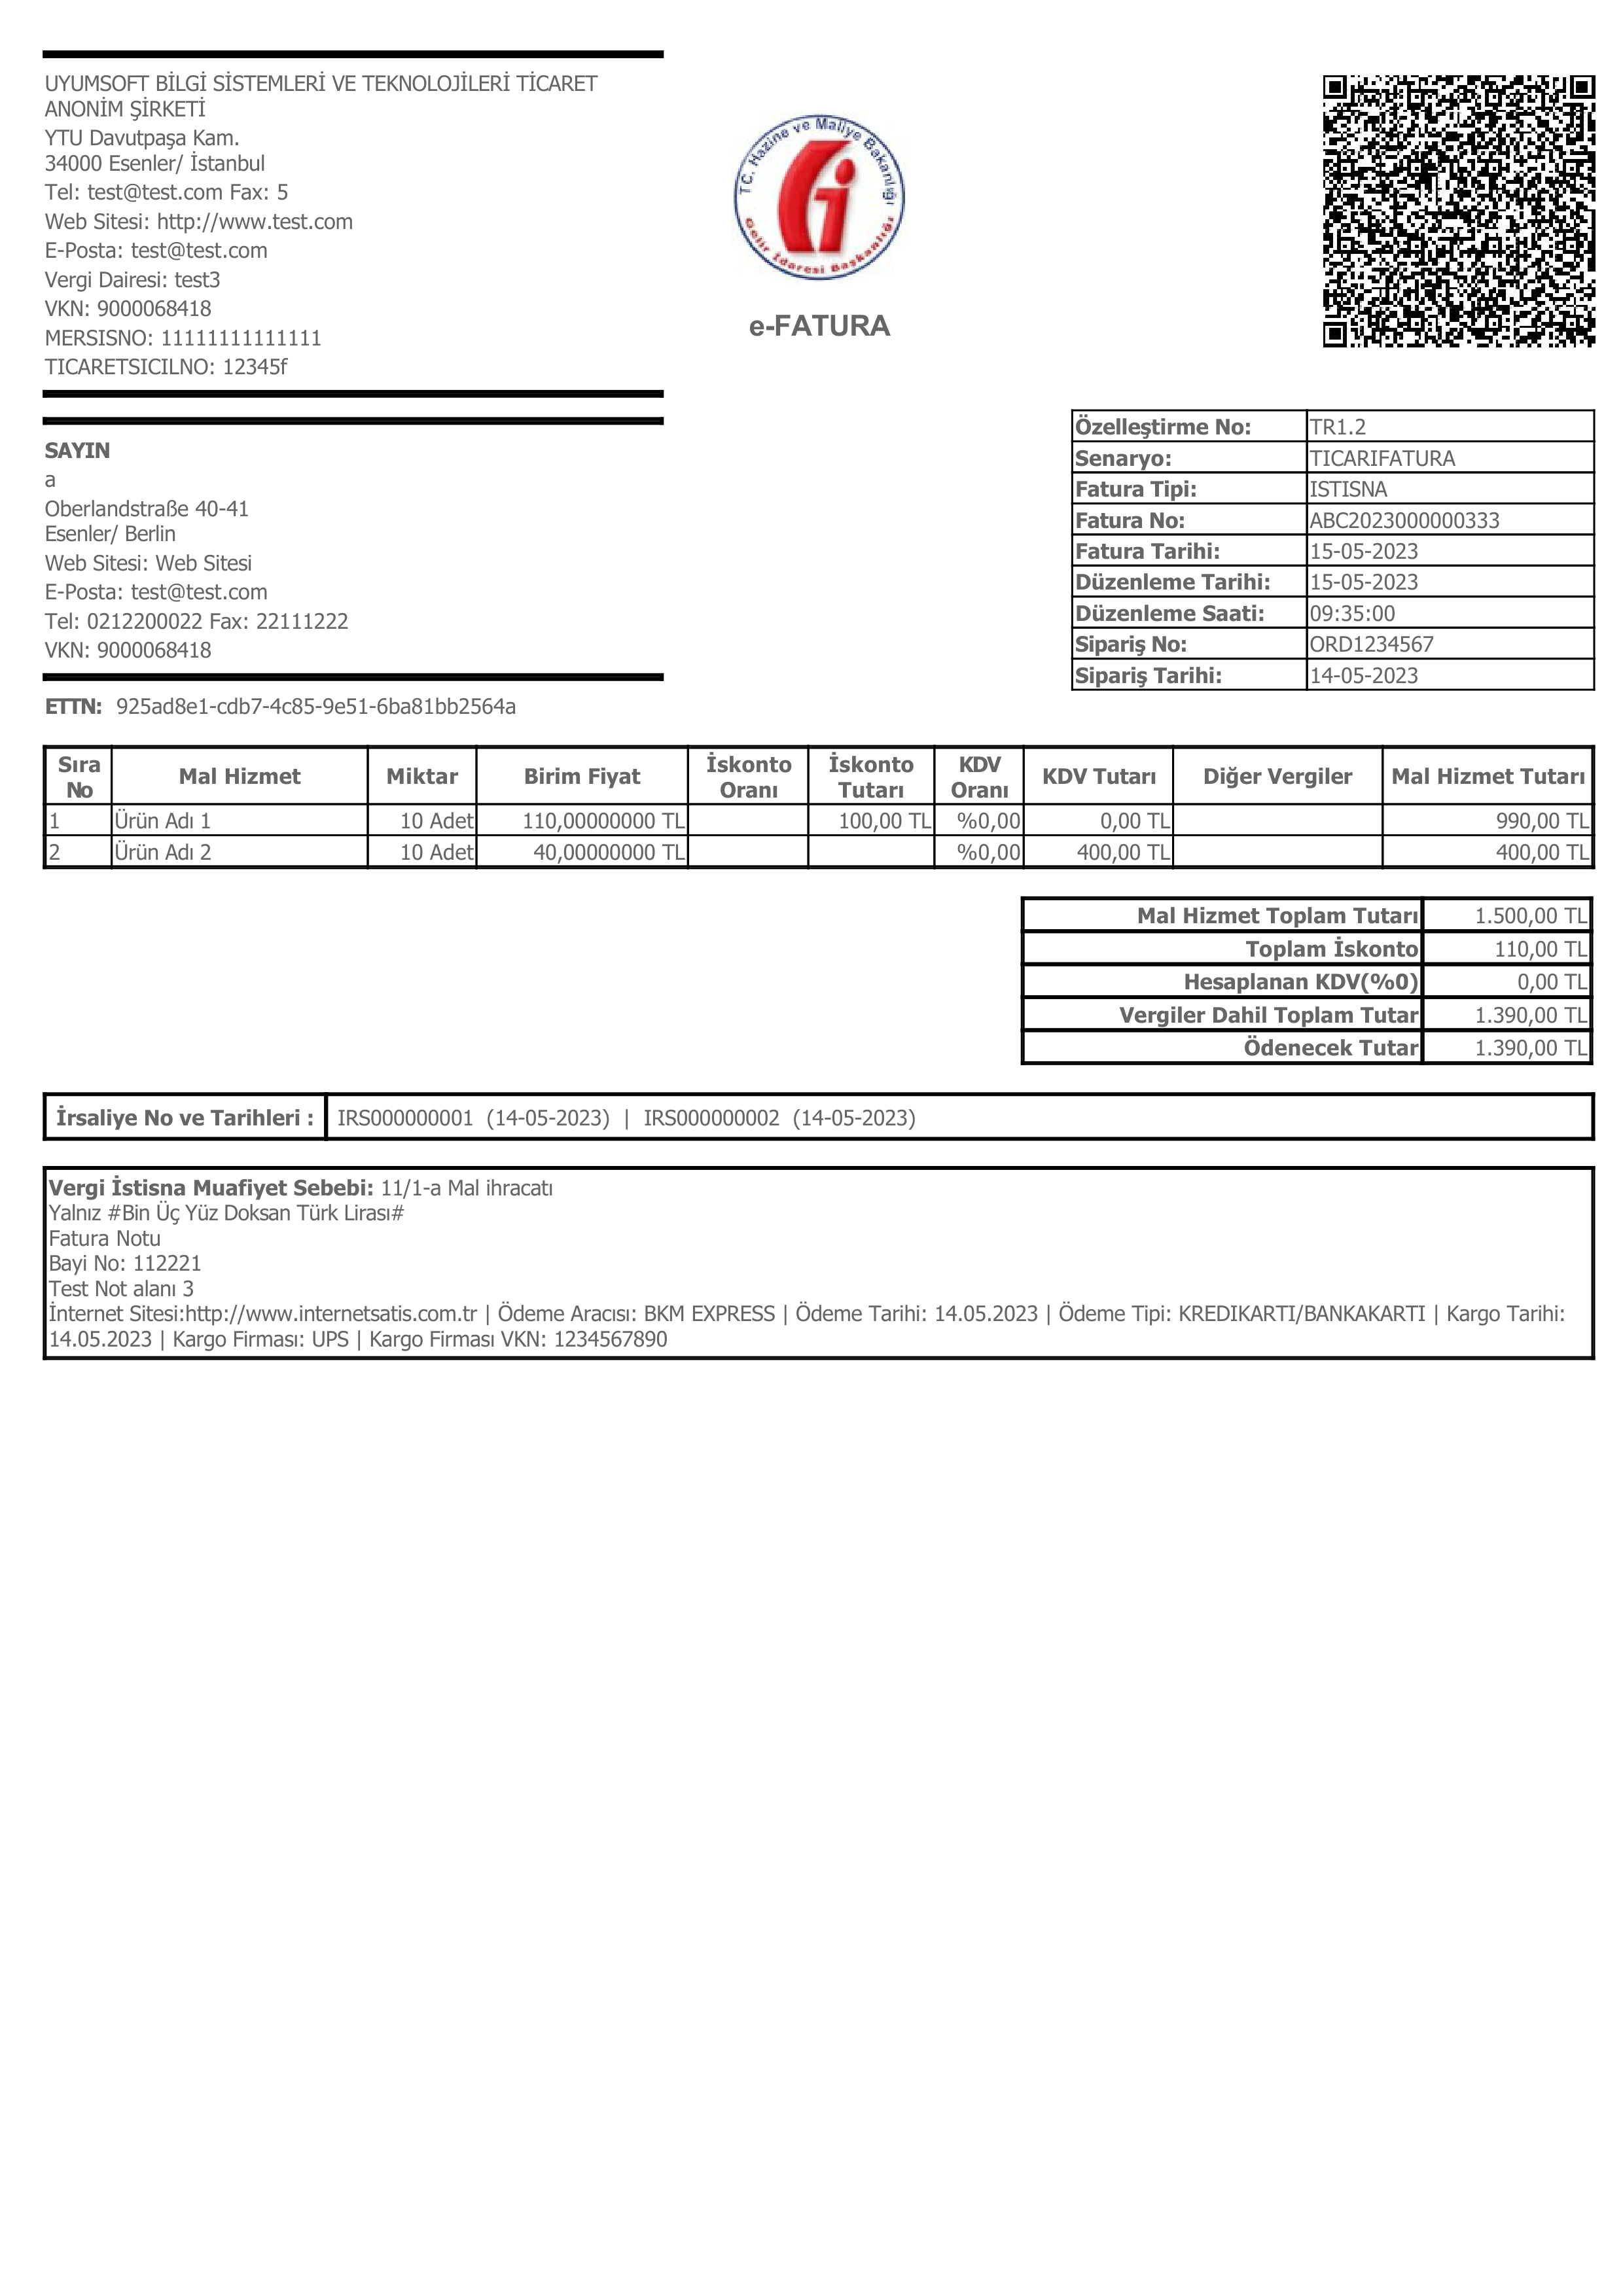 UYUMSOFT BİLGİ SİSTEMLERİ VE TEKNOLOJİLERİ TİCARET
ANONİM ŞİRKETİ
YTU Davutpaşa Kam.
34000 Esenler/ İstanbul
Tel: test@test.com Fax: 5
Web Sitesi: http://www.test.com
E-Posta: test@test.com
Vergi Dairesi: test3
VKN: 9000068418
MERSISNO: 11111111111111
TICARETSICILNO: 12345f
TC. Hazine ve Maliye Bakanlığı
Gelir İdaresi Başkanlığı
e-FATURA
SAYIN
a
Oberlandstraße 40-41
Esenler/ Berlin
Web Sitesi: Web Sitesi
E-Posta: test@test.com
Tel: 0212200022 Fax: 22111222
VKN: 9000068418
ETTN: 925ad8e1-cdb7-4c85-9e51-6ba81bb2564a
Özelleştirme No: TR1.2
Senaryo: TICARIFATURA
Fatura Tipi: ISTISNA
Fatura No: ABC2023000000333
Fatura Tarihi: 15-05-2023
Düzenleme Tarihi: 15-05-2023
Düzenleme Saati: 09:35:00
Sipariş No: ORD1234567
Sipariş Tarihi: 14-05-2023
Sıra No Mal Hizmet Miktar Birim Fiyat İskonto Oranı İskonto Tutarı KDV Oranı KDV Tutarı Diğer Vergiler Mal Hizmet Tutarı
1 Ürün Adı 1 10 Adet 110,00000000 TL 100,00 TL %0,00 0,00 TL 990,00 TL
2 Ürün Adı 2 10 Adet 40,00000000 TL %0,00 400,00 TL 400,00 TL
Mal Hizmet Toplam Tutarı 1.500,00 TL
Toplam İskonto 110,00 TL
Hesaplanan KDV(%0) 0,00 TL
Vergiler Dahil Toplam Tutar 1.390,00 TL
Ödenecek Tutar 1.390,00 TL
İrsaliye No ve Tarihleri : IRS000000001 (14-05-2023) | IRS000000002 (14-05-2023)
Vergi İstisna Muafiyet Sebebi: 11/1-a Mal ihracatı
Yalnız #Bin Üç Yüz Doksan Türk Lirası#
Fatura Notu
Bayi No: 112221
Test Not alanı 3
İnternet Sitesi:http://www.internetsatis.com.tr | Ödeme Aracısı: BKM EXPRESS | Ödeme Tarihi: 14.05.2023 | Ödeme Tipi: KREDIKARTI/BANKAKARTI | Kargo Tarihi:
14.05.2023 | Kargo Firması: UPS | Kargo Firması VKN: 1234567890